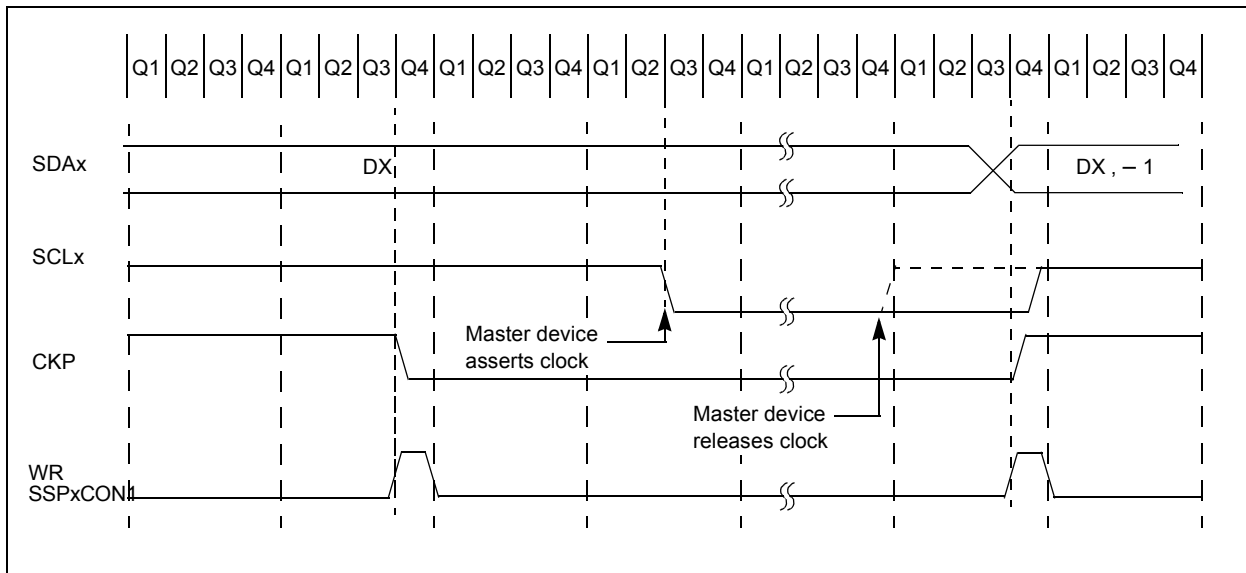 Q1 Q2 Q3 Q4 Q1 Q2 Q3 Q4 Q1 Q2 Q3 Q4 Q1 Q2 Q3 Q4 Q1 Q2 Q3 Q4 Q1 Q2 Q3 Q4 Q1 Q2 Q3 Q4
SDAx
DX
DX , – 1
SCLx
Master device
asserts clock
CKP
Master device
releases clock
WR
SSPxCON1